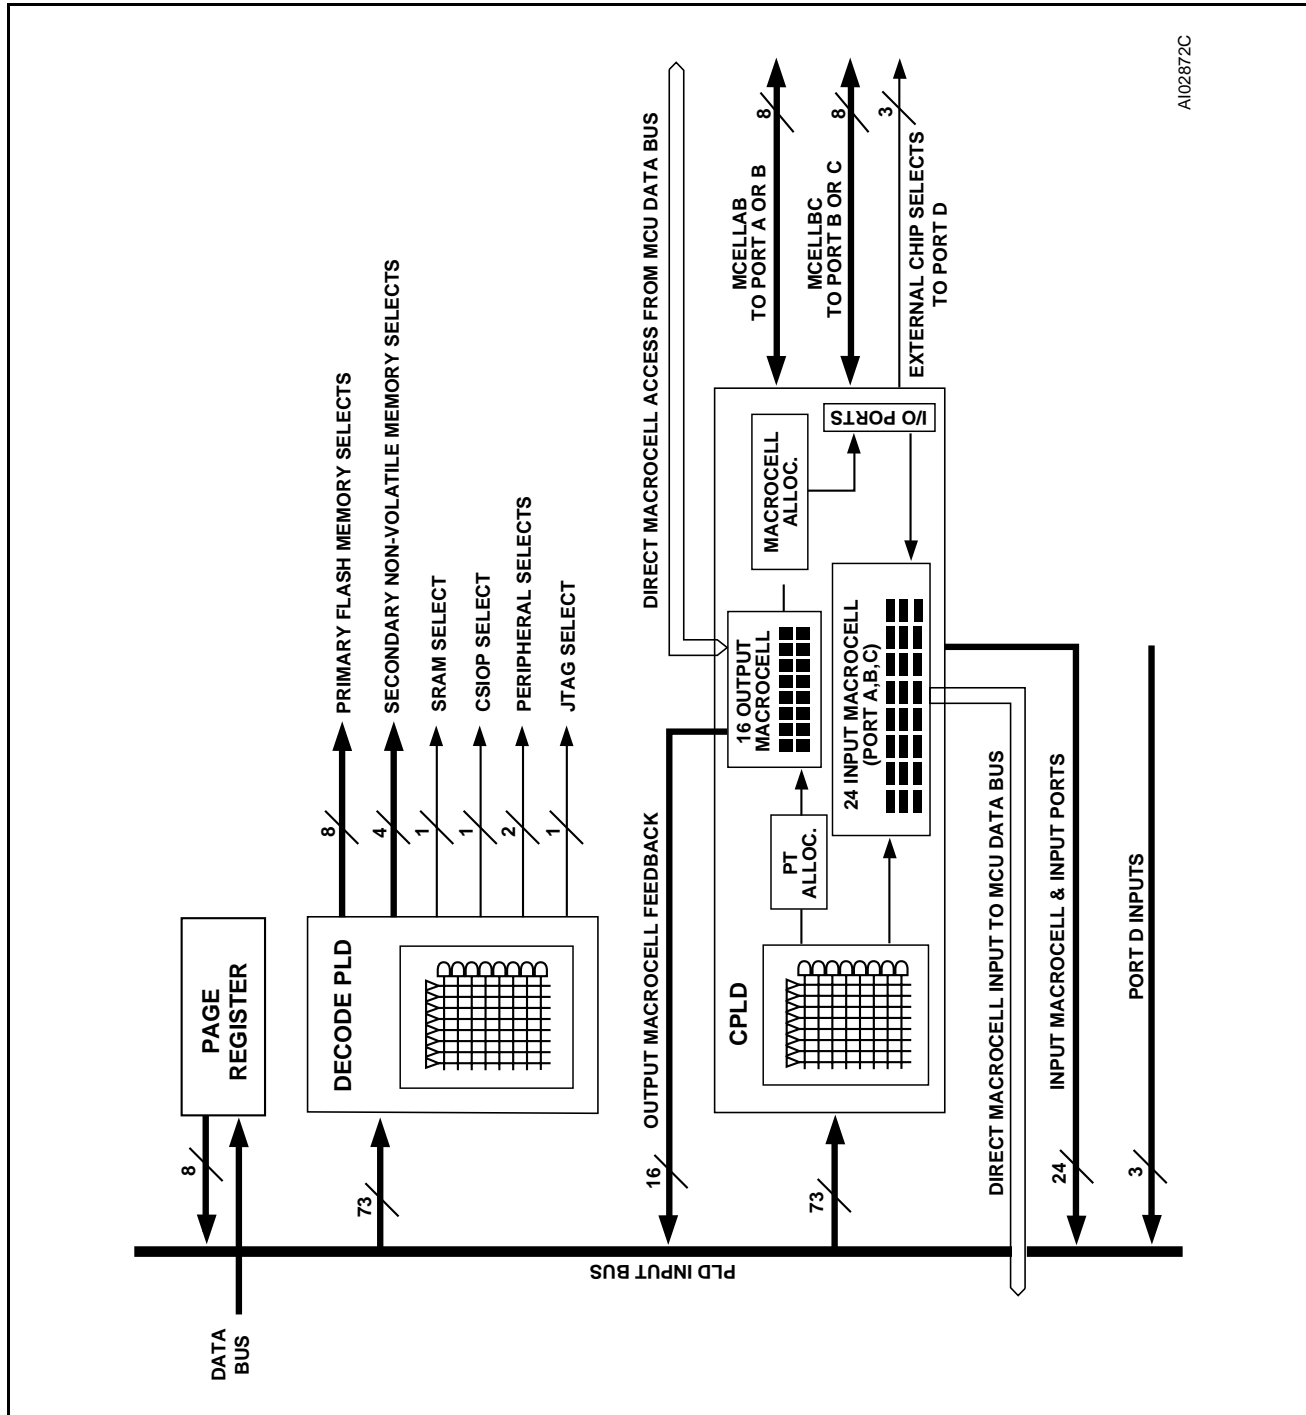 DATA
BUS
8
PAGE
REGISTER
73
DECODE PLD
8
PRIMARY FLASH MEMORY SELECTS
4
SECONDARY NON-VOLATILE MEMORY SELECTS
1
SRAM SELECT
1
CSIOP SELECT
2
PERIPHERAL SELECTS
1
JTAG SELECT
PLD INPUT BUS
16
OUTPUT MACROCELL FEEDBACK
DIRECT MACROCELL ACCESS FROM MCU DATA BUS
73
CPLD
PT
ALLOC.
16 OUTPUT
MACROCELL
MACROCELL
ALLOC.
I/O PORTS
24 INPUT MACROCELL
(PORT A,B,C)
MCELLAB
TO PORT A OR B
8
MCELLBC
TO PORT B OR C
8
EXTERNAL CHIP SELECTS
TO PORT D
3
DIRECT MACROCELL INPUT TO MCU DATA BUS
24
INPUT MACROCELL & INPUT PORTS
3
PORT D INPUTS
AI02872C